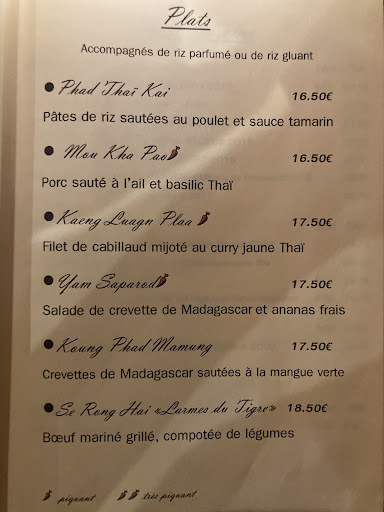 Plats
Accompagnés de riz parfumé ou de riz gluant
Phad Thaï Kai 16.50€
Pâtes de riz sautées au poulet et sauce tamarin
Mou Kha Pao 16.50€
Porc sauté à l'ail et basilic Thaï
Kaeng Luagn Plaa 17.50€
Filet de cabillaud mijoté au curry jaune Thaï
Yam Saparod 17.50€
Salade de crevette de Madagascar et ananas frais
Koung Phad Mamung 17.50€
Crevettes de Madagascar sautées à la mangue verte
Se Rong Hai «Larmes du Tigre» 18.50€
Bœuf mariné grillé, compotée de légumes
piquant très piquant